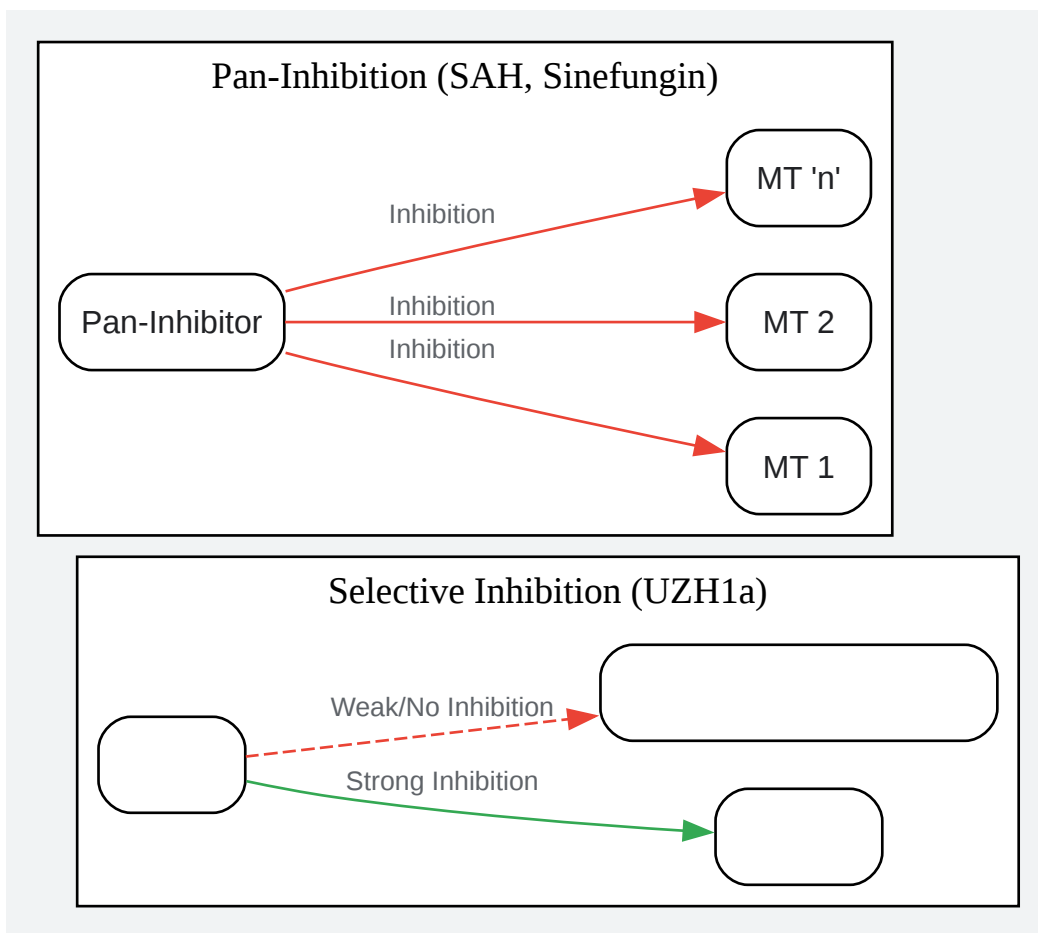 Pan-Inhibition (SAH, Sinefungin)
MT 'n'
Inhibition
Inhibition
Pan-Inhibitor
MT 2
Inhibition
MT 1
Selective Inhibition (UZH1a)
Weak/No Inhibition
Strong Inhibition